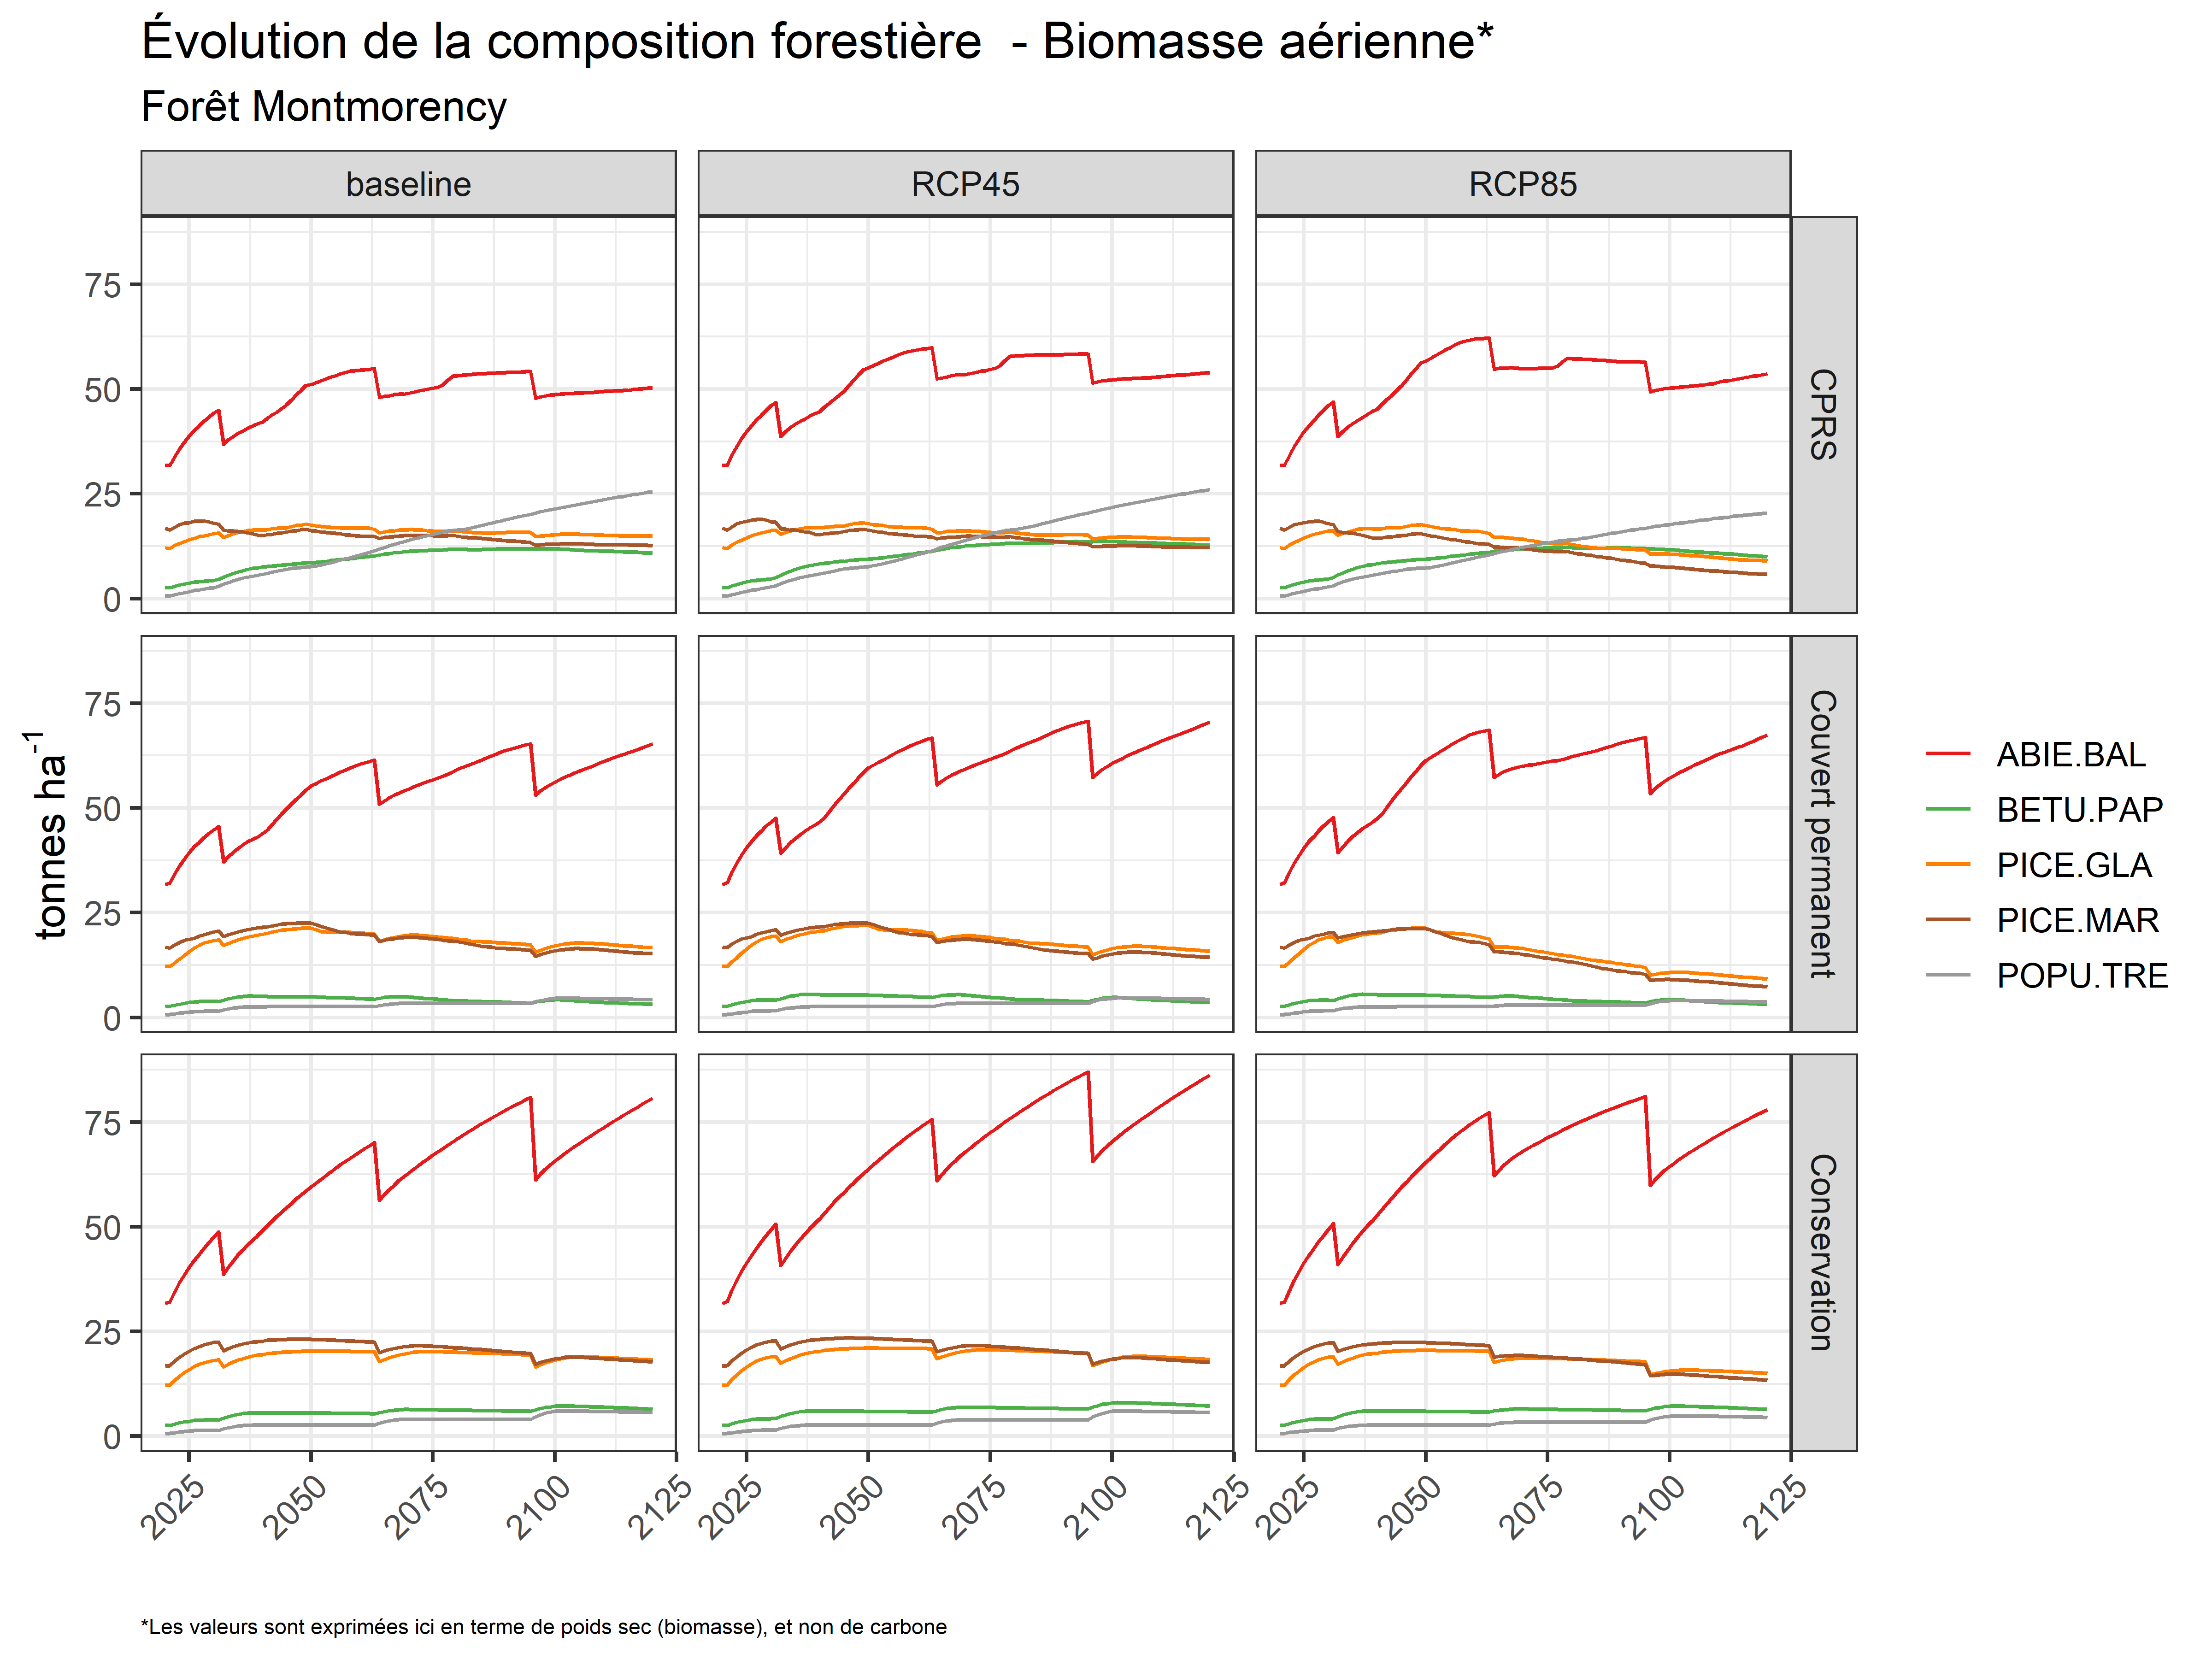 Évolution de la composition forestière  - Biomasse aérienne*
Forêt Montmorency
baseline
RCP45
RCP85
75
50
25
0
CPRS
75
50
25
0
Couvert permanent
75
50
25
0
Conservation
tonnes ha⁻¹
2025
2050
2075
2100
2125
2025
2050
2075
2100
2125
2025
2050
2075
2100
2125
ABIE.BAL
BETU.PAP
PICE.GLA
PICE.MAR
POPU.TRE
*Les valeurs sont exprimées ici en terme de poids sec (biomasse), et non de carbone